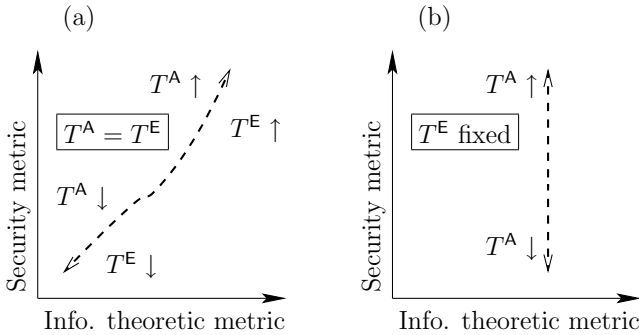 (a)
(b)
Security metric
T^A ↑
T^A = T^E
T^E ↑
T^A ↓
T^E ↓
Info. theoretic metric
Security metric
T^A ↑
T^E fixed
T^A ↓
Info. theoretic metric